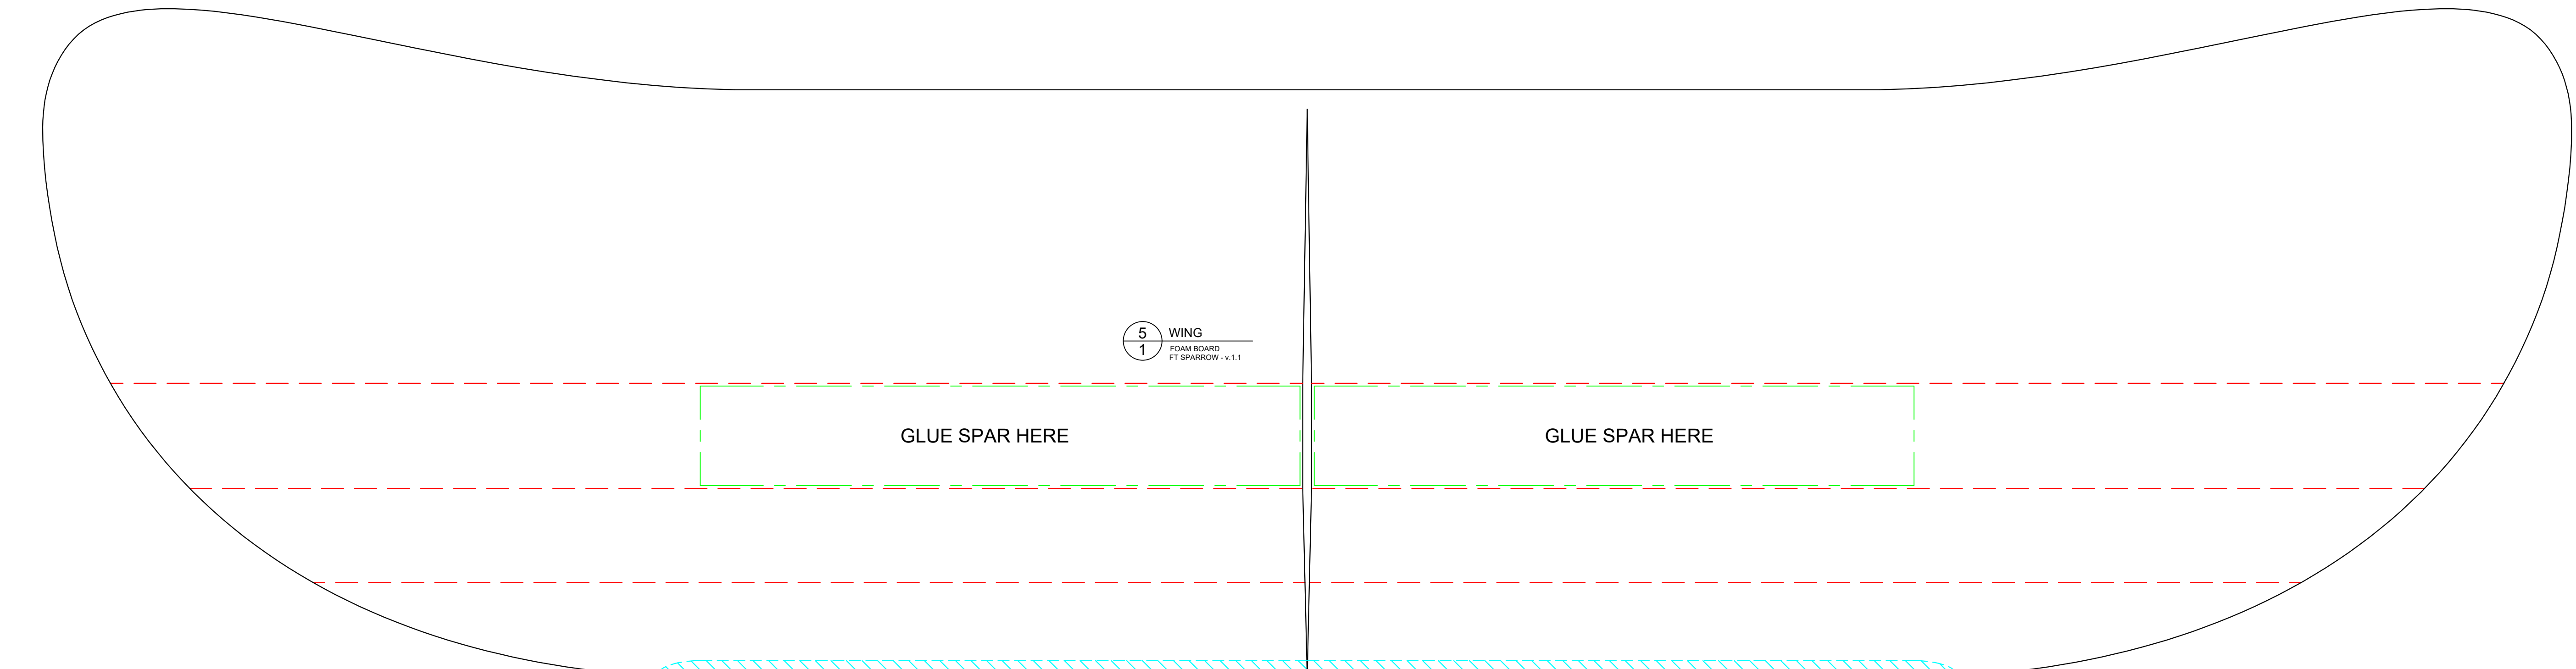 5
WING
1
FOAM BOARD
FT SPARROW - v.1.1
GLUE SPAR HERE
GLUE SPAR HERE